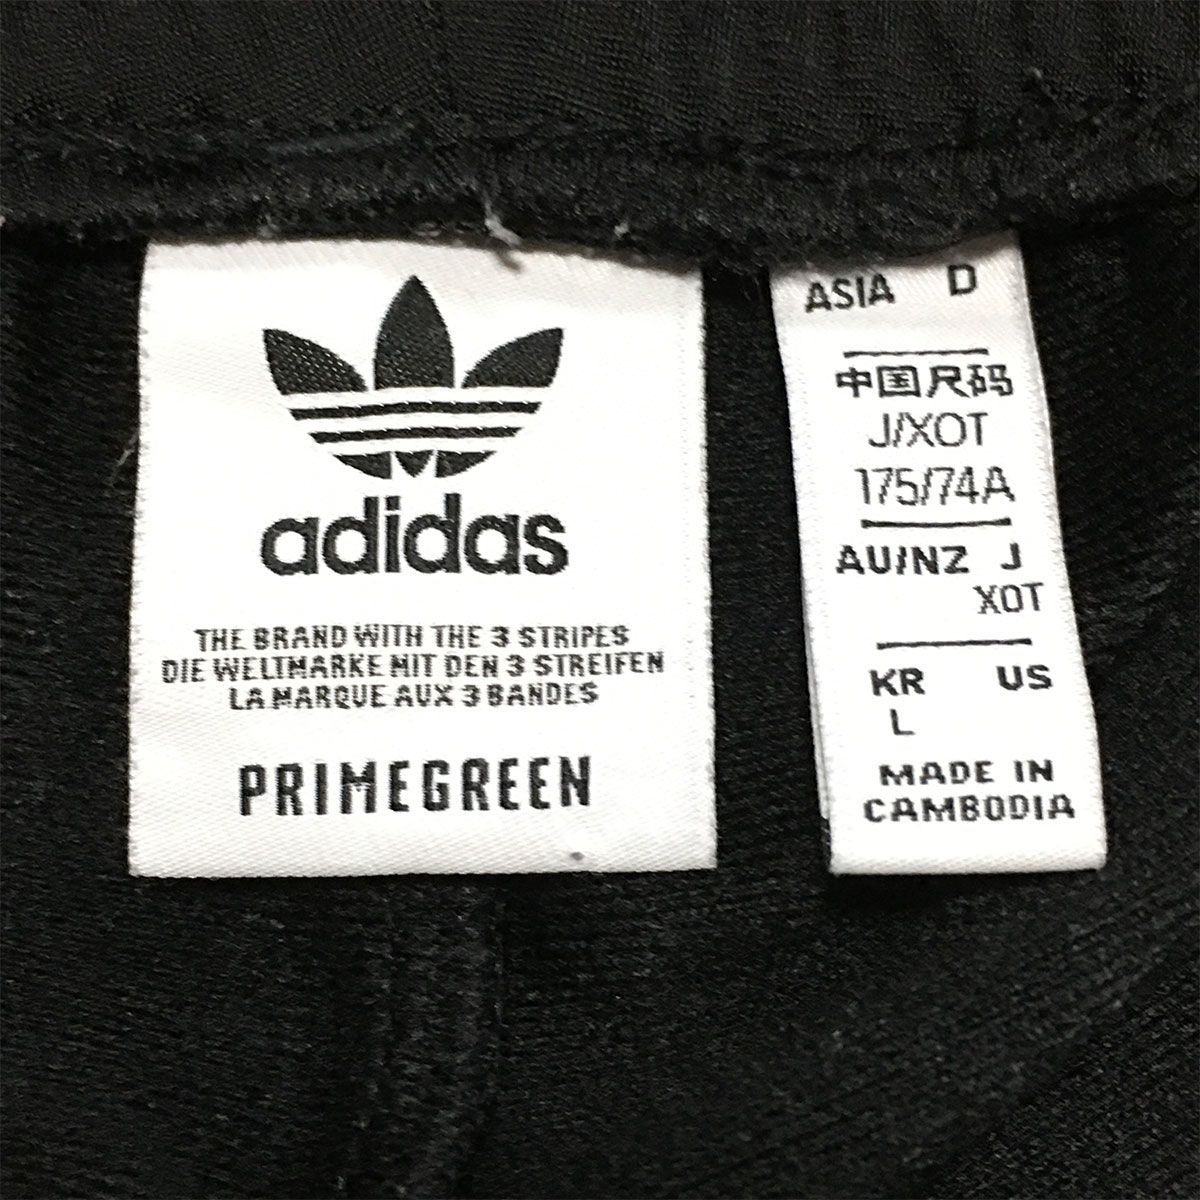 adidas
THE BRAND WITH THE 3 STRIPES
DIE WELTMARKE MIT DEN 3 STREIFEN
LA MARQUE AUX 3 BANDES
PRIMEGREEN
ASIA D
中国尺码
J/XOT
175/74A
AU/NZ J
XOT
KR US
L
MADE IN
CAMBODIA